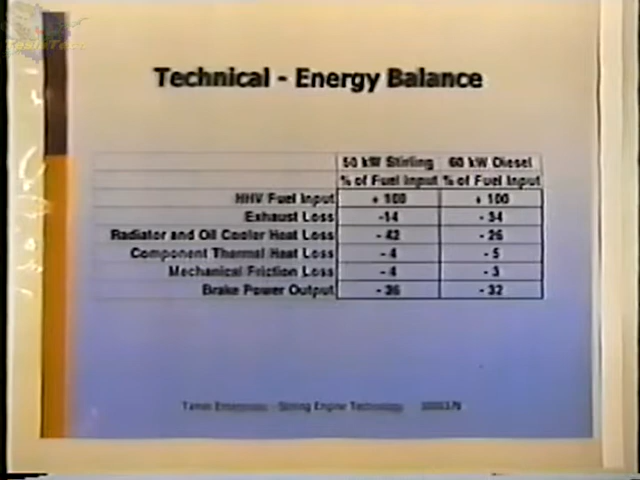 Technical - Energy Balance
50 kW Stirling 60 kW Diesel
% of Fuel Input % of Fuel Input
HHV Fuel Input + 100 + 100
Exhaust Loss -14 - 34
Radiator and Oil Cooler Heat Loss - 42 - 26
Component Thermal Heat Loss - 4 - 5
Mechanical Friction Loss - 4 - 3
Brake Power Output - 36 - 32
Enterprises - Stirling Engine Technology